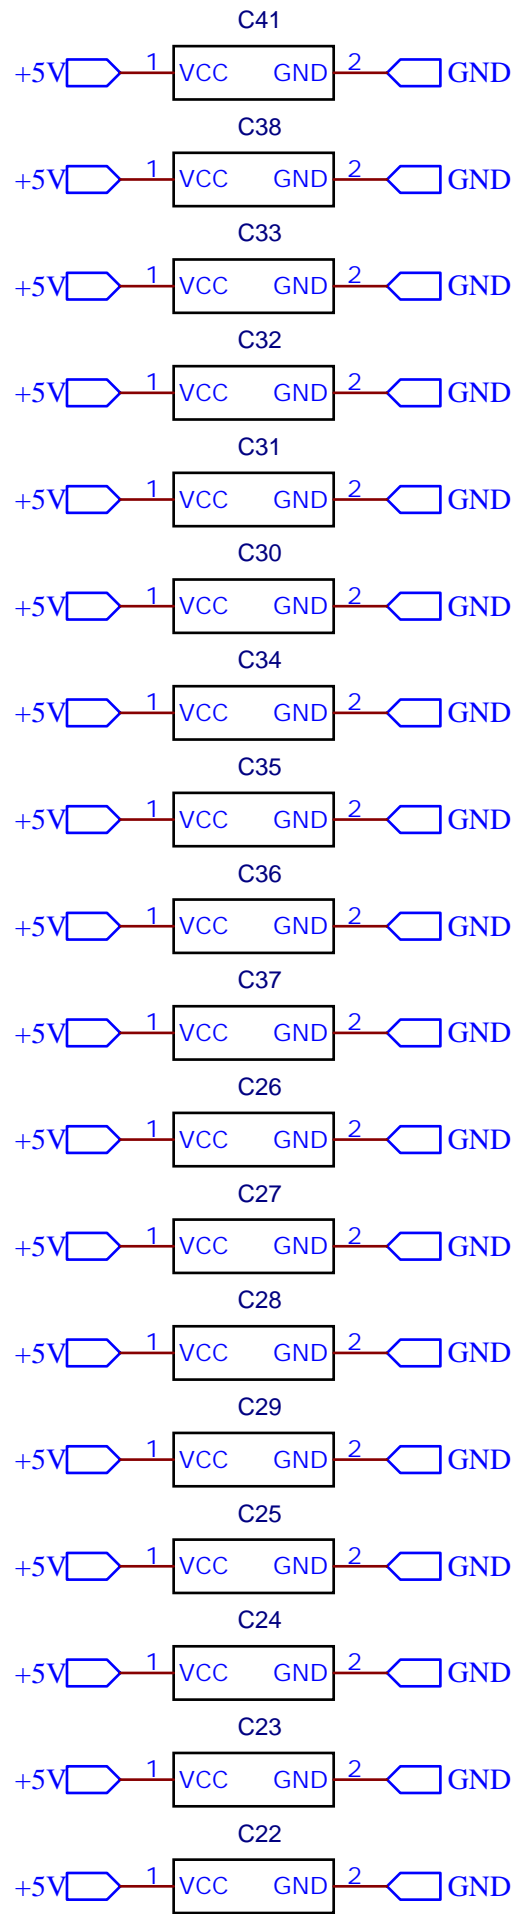 C41
+5V 1 VCC GND 2 GND
C38
+5V 1 VCC GND 2 GND
C33
+5V 1 VCC GND 2 GND
C32
+5V 1 VCC GND 2 GND
C31
+5V 1 VCC GND 2 GND
C30
+5V 1 VCC GND 2 GND
C34
+5V 1 VCC GND 2 GND
C35
+5V 1 VCC GND 2 GND
C36
+5V 1 VCC GND 2 GND
C37
+5V 1 VCC GND 2 GND
C26
+5V 1 VCC GND 2 GND
C27
+5V 1 VCC GND 2 GND
C28
+5V 1 VCC GND 2 GND
C29
+5V 1 VCC GND 2 GND
C25
+5V 1 VCC GND 2 GND
C24
+5V 1 VCC GND 2 GND
C23
+5V 1 VCC GND 2 GND
C22
+5V 1 VCC GND 2 GND